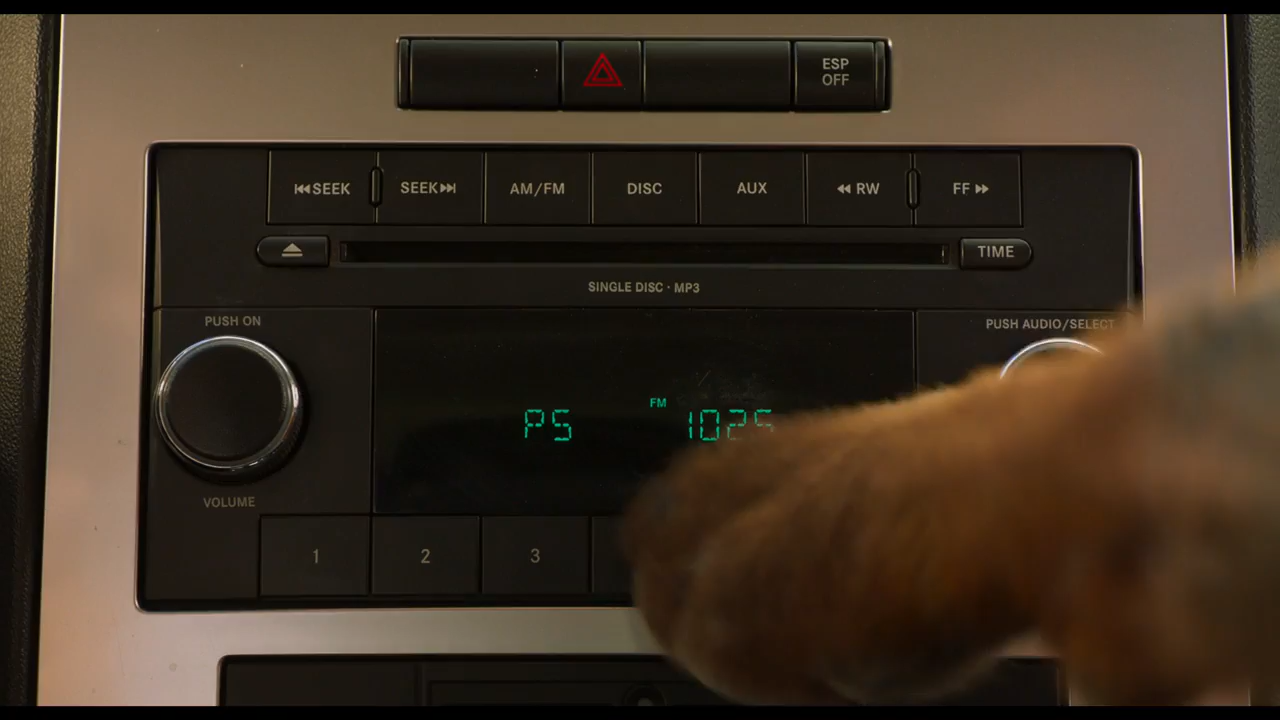 ESP
OFF
SEEK
SEEK
AM/FM
DISC
AUX
RW
FF
TIME
SINGLE DISC · MP3
PUSH ON
PUSH AUDIO/SELECT
FM
PS 1025
VOLUME
1
2
3